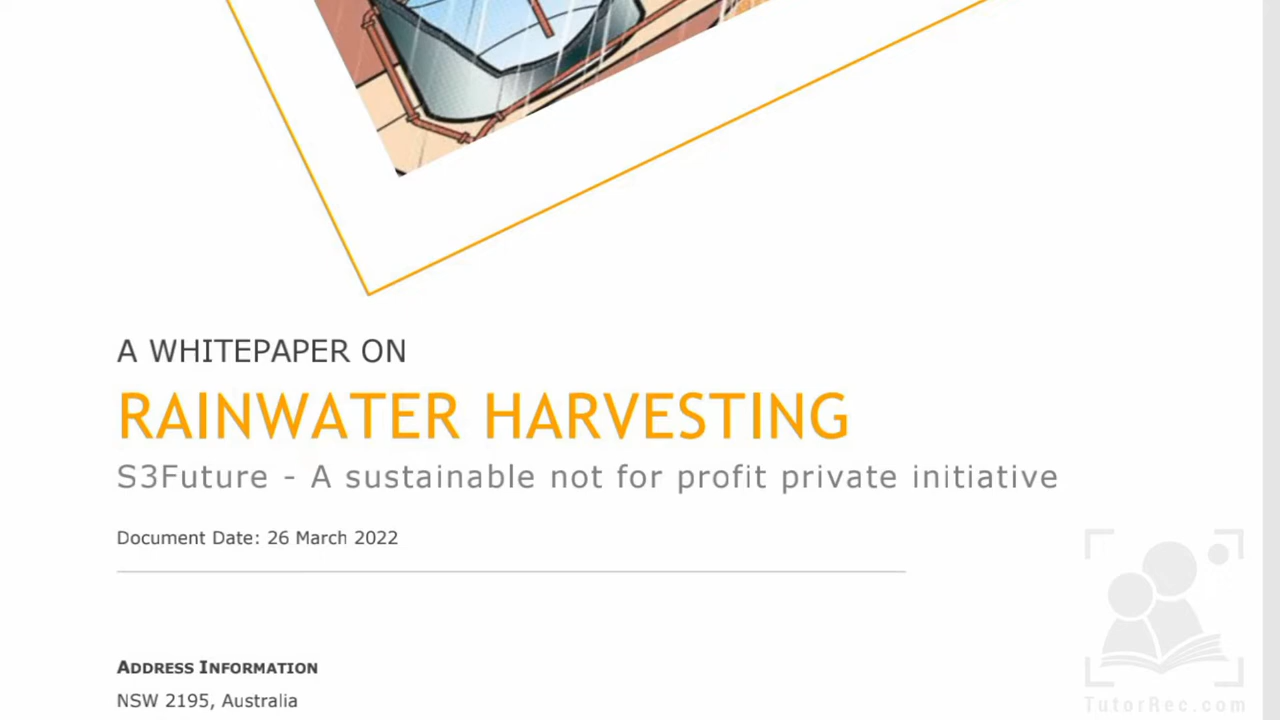 A WHITEPAPER ON
RAINWATER HARVESTING
S3Future - A sustainable not for profit private initiative
Document Date: 26 March 2022
ADDRESS INFORMATION
NSW 2195, Australia
TutorRec.com